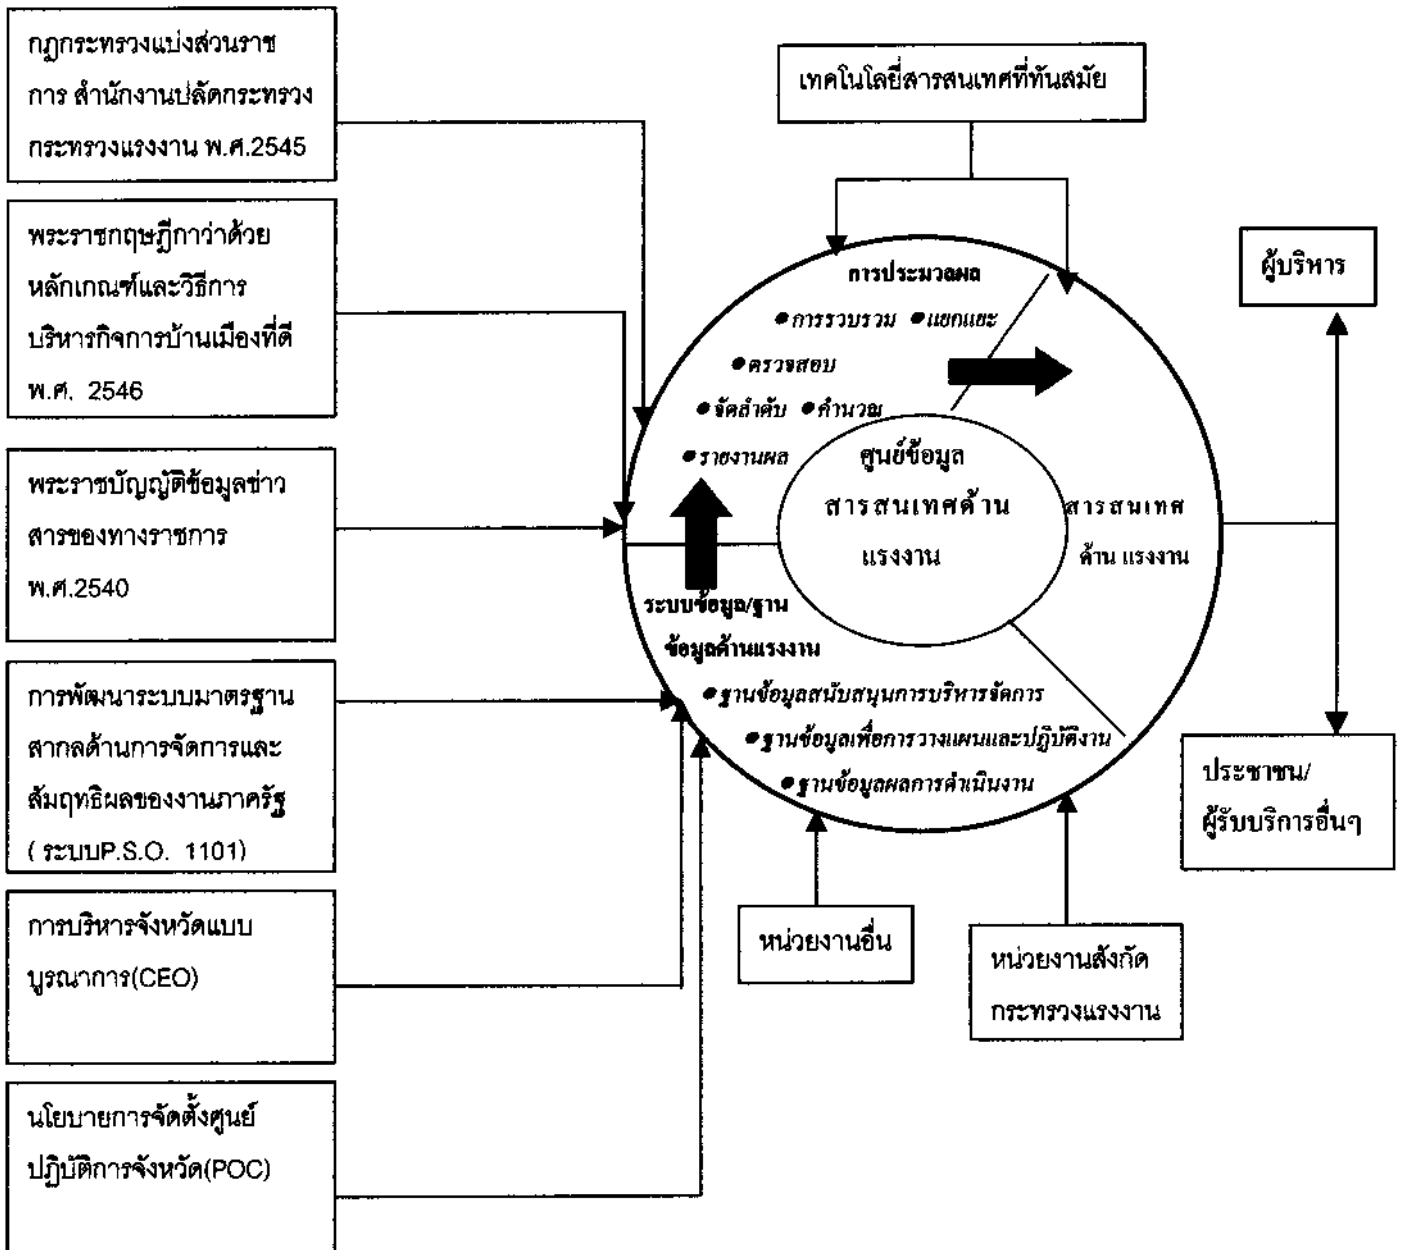 กฎกระทรวงแบ่งส่วนราช
การ สำนักงานปลัดกระทรวง
กระทรวงแรงงาน พ.ศ.2545
พระราชกฤษฎีกาว่าด้วย
หลักเกณฑ์และวิธีการ
บริหารกิจการบ้านเมืองที่ดี
พ.ศ. 2546
พระราชบัญญัติข้อมูลข่าว
สารของทางราชการ
พ.ศ.2540
การพัฒนาระบบมาตรฐาน
สากลด้านการจัดการและ
สัมฤทธิผลของงานภาครัฐ
( ระบบP.S.O. 1101)
การบริหารจังหวัดแบบ
บูรณาการ(CEO)
นโยบายการจัดตั้งศูนย์
ปฏิบัติการจังหวัด(POC)
เทคโนโลยี่สารสนเทศที่ทันสมัย
การประมวลผล
●การรวบรวม ●แยกแยะ
●ตรวจสอบ
●จัดลำดับ ●คำนวณ
●รายงานผล
ศูนย์ข้อมูล
สารสนเทศด้าน
แรงงาน
สารสนเทศ
ด้าน แรงงาน
ระบบข้อมูล/ฐาน
ข้อมูลด้านแรงงาน
●ฐานข้อมูลสนับสนุนการบริหารจัดการ
●ฐานข้อมูลเพื่อการวางแผนและปฏิบัติงาน
●ฐานข้อมูลผลการดำเนินงาน
หน่วยงานอื่น
หน่วยงานสังกัด
กระทรวงแรงงาน
ผู้บริหาร
ประชาชน/
ผู้รับบริการอื่นๆ